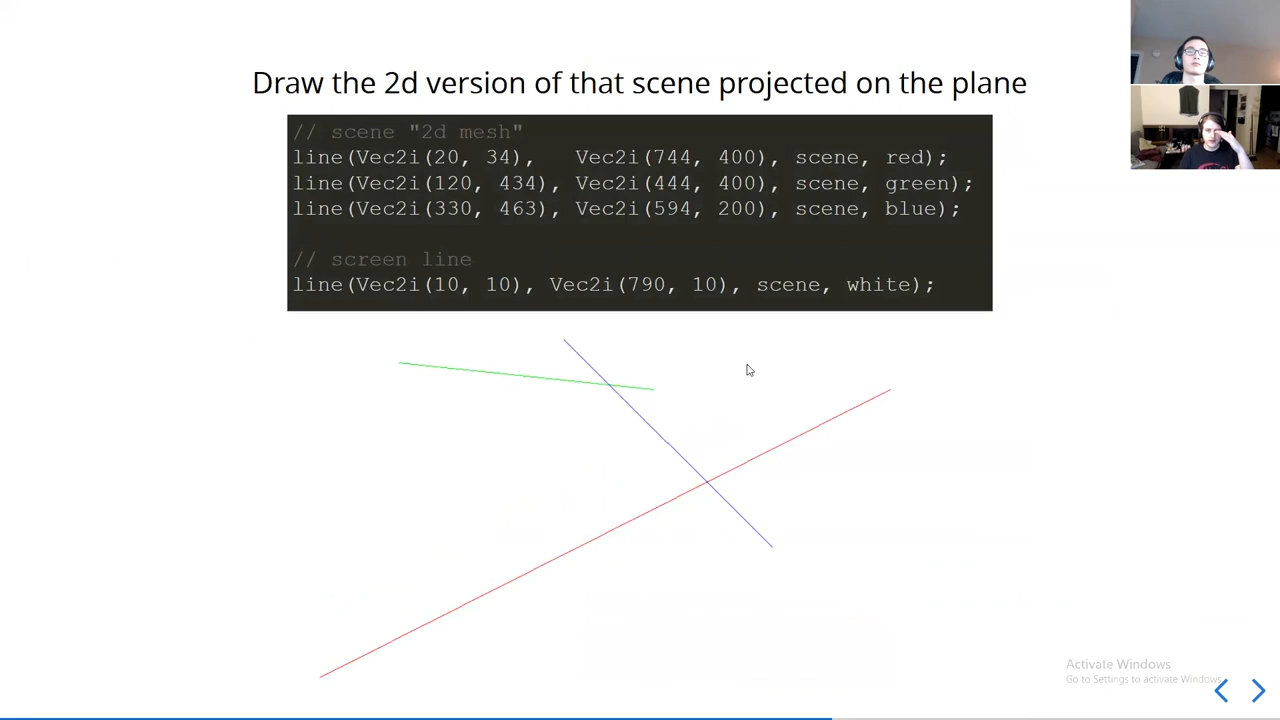 Draw the 2d version of that scene projected on the plane
// scene "2d mesh"
line(Vec2i(20, 34),   Vec2i(744, 400), scene, red);
line(Vec2i(120, 434), Vec2i(444, 400), scene, green);
line(Vec2i(330, 463), Vec2i(594, 200), scene, blue);
// screen line
line(Vec2i(10, 10), Vec2i(790, 10), scene, white);
Activate Windows
Go to Settings to activate Windows.